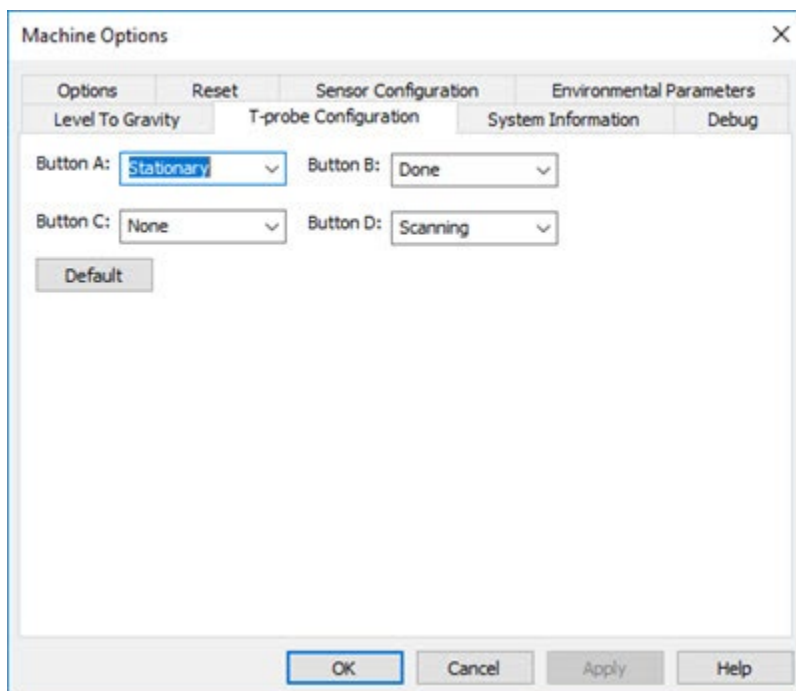 Machine Options
Options Reset Sensor Configuration Environmental Parameters
Level To Gravity T-probe Configuration System Information Debug
Button A: Stationary Button B: Done
Button C: None Button D: Scanning
Default
OK Cancel Apply Help